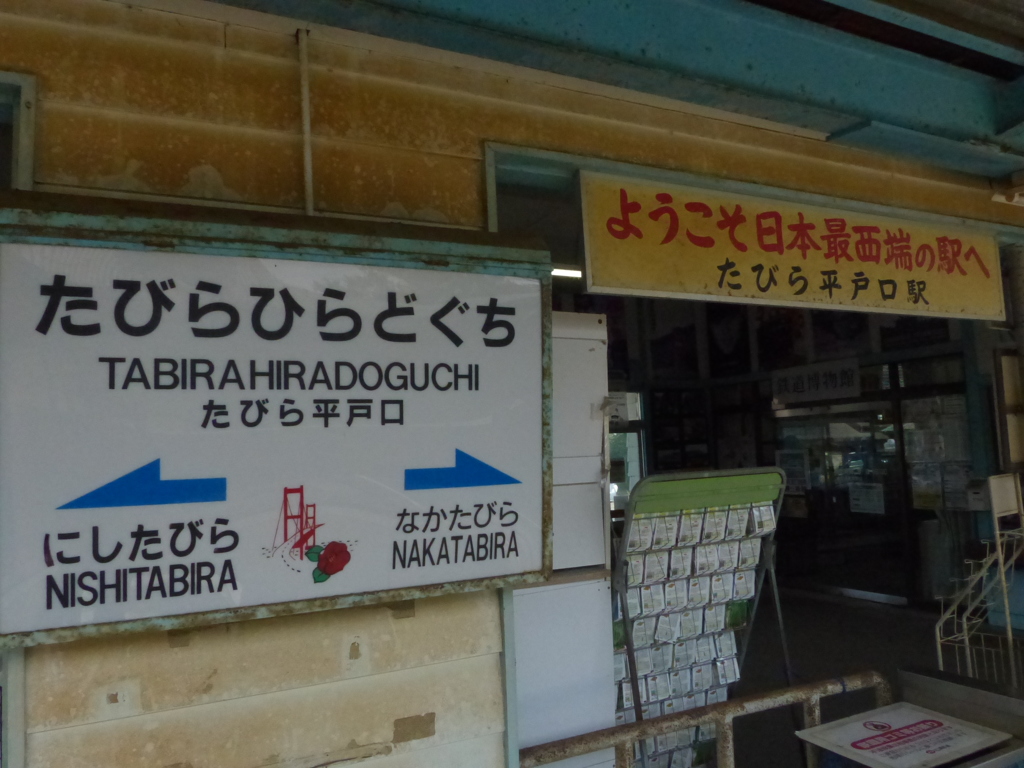 たびらひらどぐち
TABIRAHIRADOGUCHI
たびら平戸口
にしたびら
NISHITABIRA
なかたびら
NAKATABIRA
ようこそ日本最西端の駅へ
たびら平戸口駅
鉄道博物館